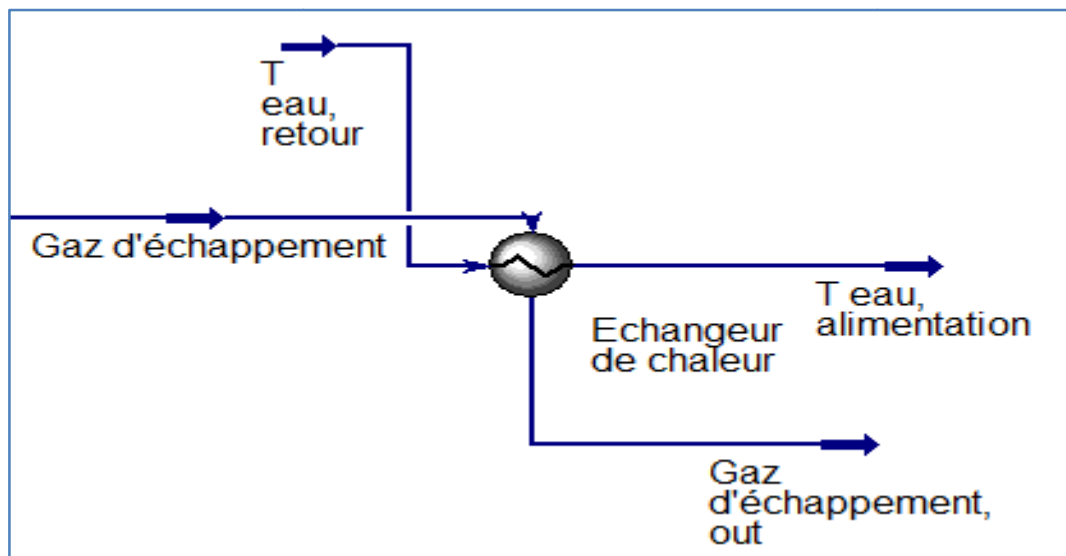 T
eau,
retour
Gaz d'échappement
T eau,
alimentation
Echangeur
de chaleur
Gaz
d'échappement,
out